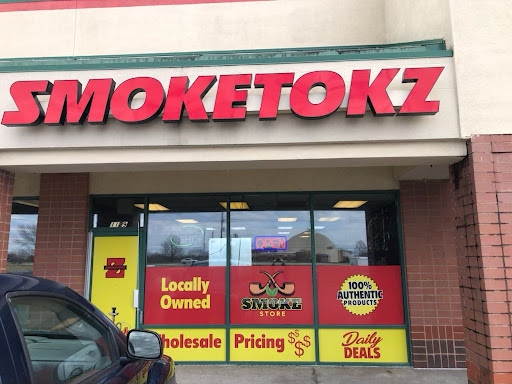 SMOKETOKZ
OPEN
Z
Locally
Owned
SMOKE
STORE
100%
AUTHENTIC
PRODUCTS
Wholesale Pricing $$$
Daily
DEALS